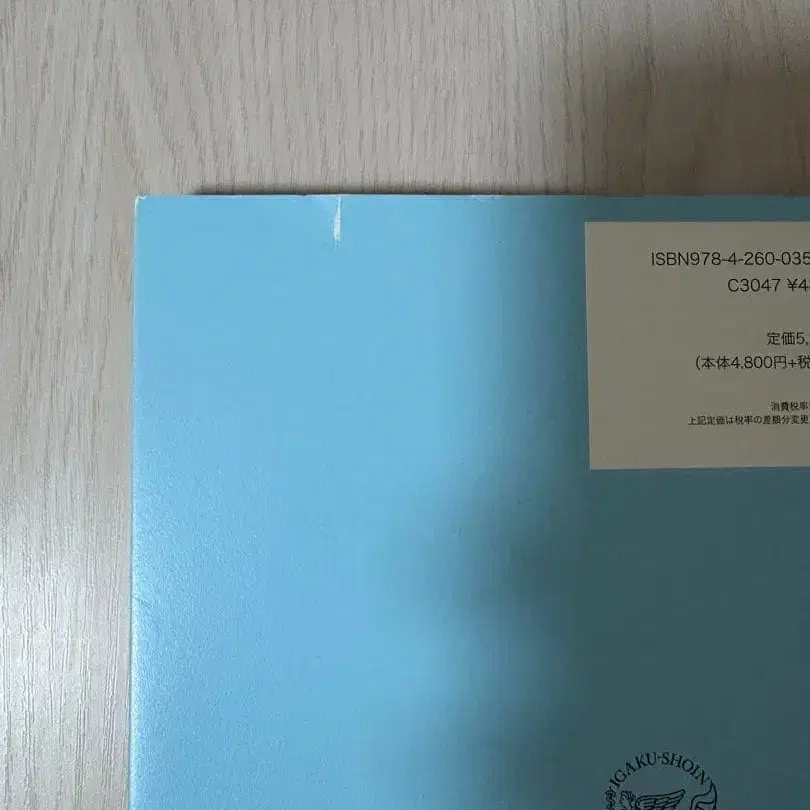 ISBN978-4-260-035
C3047 ¥4
定価5,
(本体4,800円+税
消費税率
上記定価は税率の差額分変更
IGAKU-SHOIN